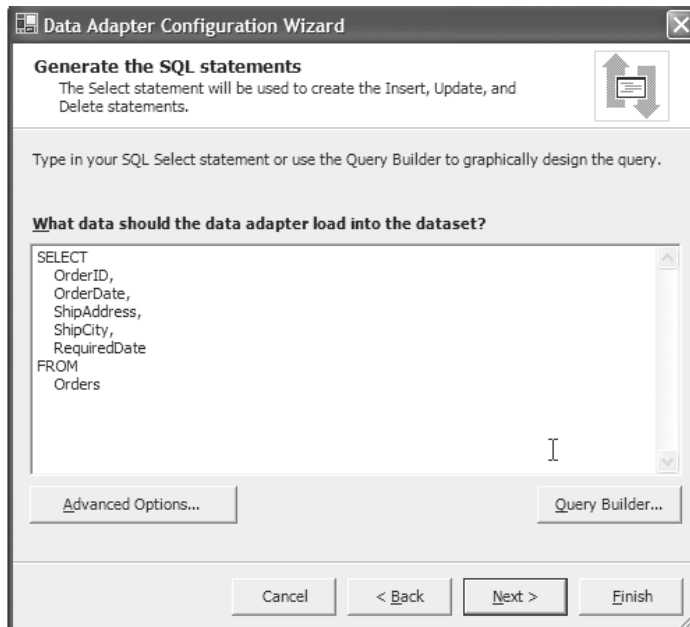 Data Adapter Configuration Wizard
Generate the SQL statements
The Select statement will be used to create the Insert, Update, and
Delete statements.
Type in your SQL Select statement or use the Query Builder to graphically design the query.
What data should the data adapter load into the dataset?
SELECT
OrderID,
OrderDate,
ShipAddress,
ShipCity,
RequiredDate
FROM
Orders
Advanced Options...
Query Builder...
Cancel
< Back
Next >
Finish